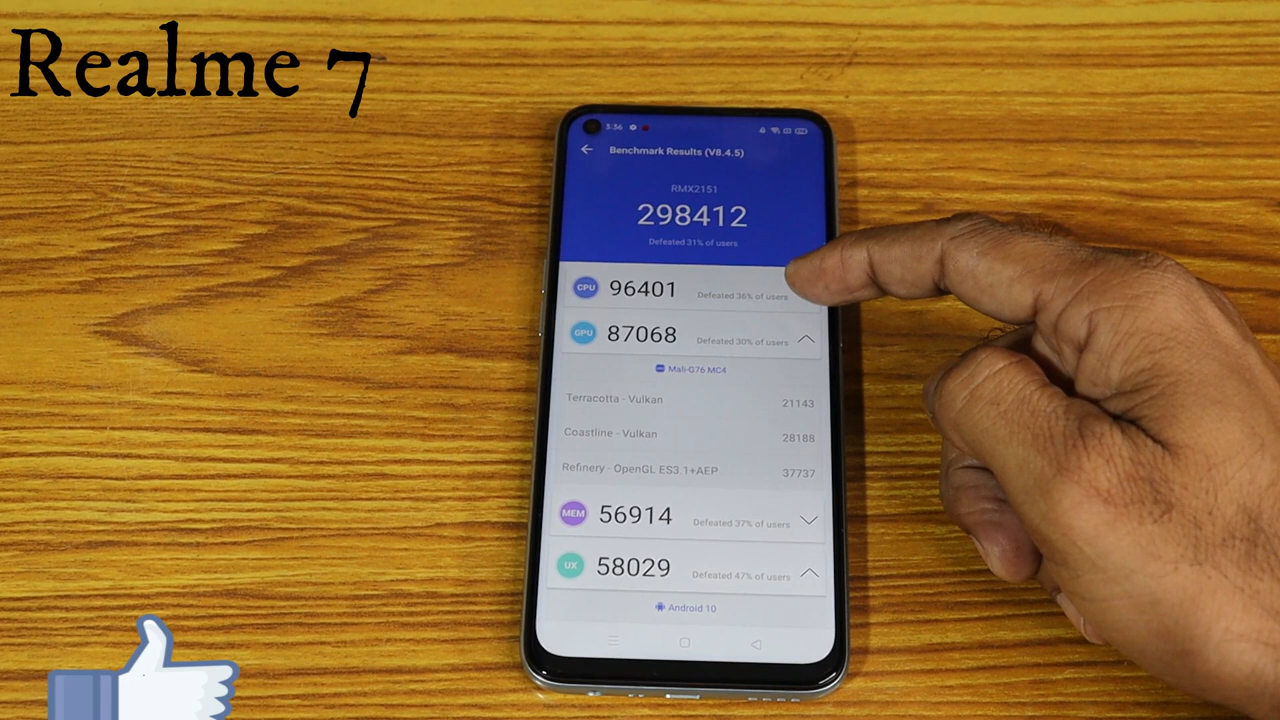 Realme 7
3:36
Benchmark Results (V8.4.5)
RMX2151
298412
Defeated 31% of users
CPU 96401 Defeated 36% of users
GPU 87068 Defeated 30% of users
Mali-G76 MC4
Terracotta - Vulkan 21143
Coastline - Vulkan 28188
Refinery - OpenGL ES3.1+AEP 37737
MEM 56914 Defeated 37% of users
UX 58029 Defeated 47% of users
Android 10